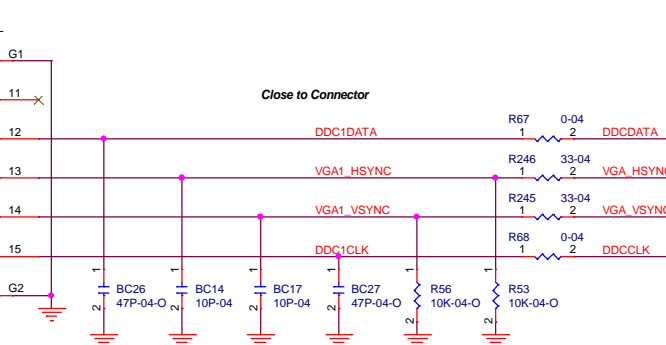 G1
11
Close to Connector
R67 0-04
12 DDC1DATA 1 2 DDCDATA
R246 33-04
13 VGA1_HSYNC 1 2 VGA_HSYNC
R245 33-04
14 VGA1_VSYNC 1 2 VGA_VSYNC
R68 0-04
15 DDC1CLK 1 2 DDCCLK
1 1 1 1 1 1
G2 BC26 BC14 BC17 BC27 R56 R53
2 47P-04-O 2 10P-04 2 10P-04 2 47P-04-O 2 10K-04-O 2 10K-04-O